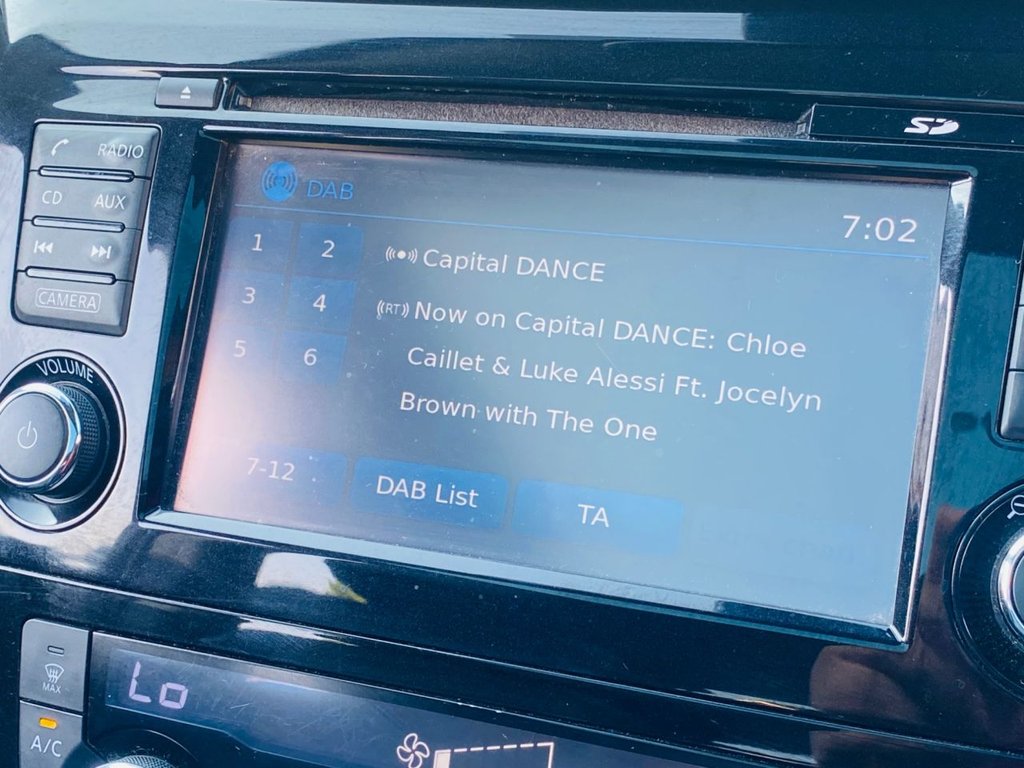 SD
RADIO
CD AUX
CAMERA
VOLUME
DAB
7:02
1 2
3 4
5 6
7-12
Capital DANCE
(RT) Now on Capital DANCE: Chloe
Caillet & Luke Alessi Ft. Jocelyn
Brown with The One
DAB List
TA
MAX
A/C
Lo